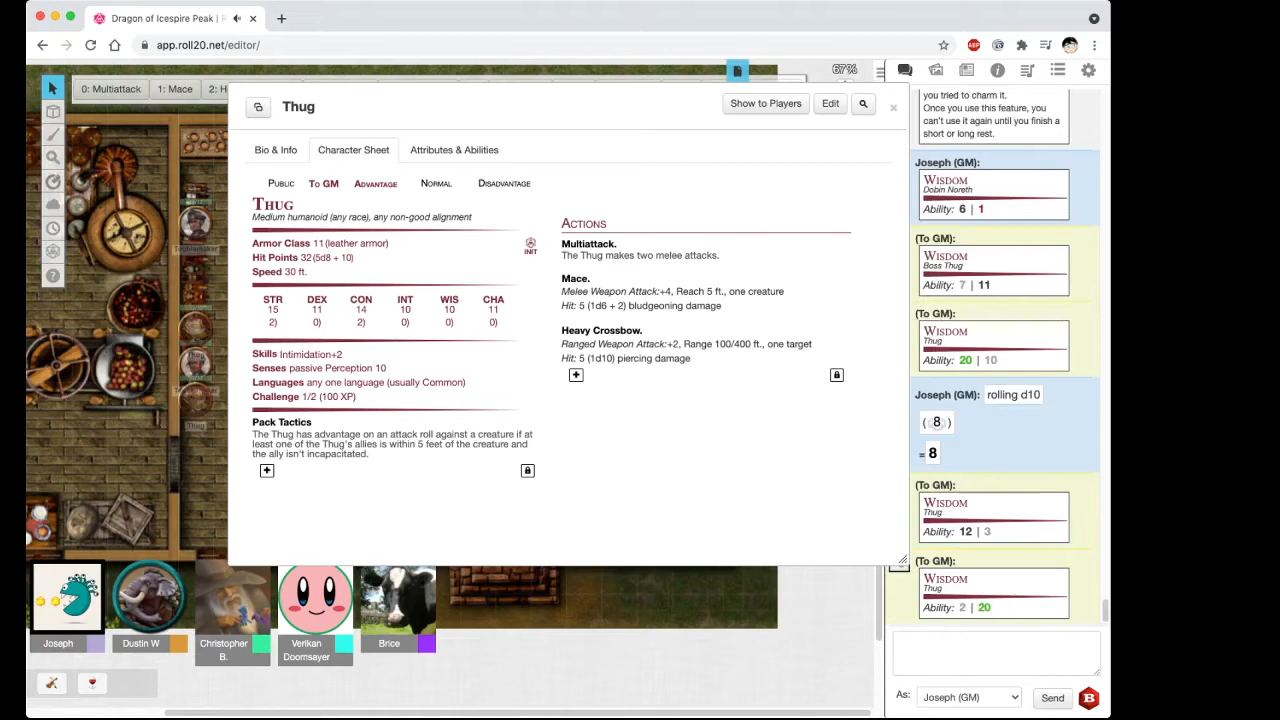 Dragon of Icespire Peak | R
app.roll20.net/editor/
0: Multiattack
1: Mace
2: H
67%
Thug
Show to Players
Edit
Bio & Info
Character Sheet
Attributes & Abilities
PUBLIC
TO GM
ADVANTAGE
NORMAL
DISADVANTAGE
THUG
Medium humanoid (any race), any non-good alignment
Armor Class 11(leather armor)
Hit Points 32(5d8 + 10)
Speed 30 ft.
INIT
STR DEX CON INT WIS CHA
15 11 14 10 10 11
2) 0) 2) 0) 0) 0)
Skills Intimidation+2
Senses passive Perception 10
Languages any one language (usually Common)
Challenge 1/2 (100 XP)
Pack Tactics
The Thug has advantage on an attack roll against a creature if at
least one of the Thug's allies is within 5 feet of the creature and
the ally isn't incapacitated.
ACTIONS
Multiattack.
The Thug makes two melee attacks.
Mace.
Melee Weapon Attack:+4, Reach 5 ft., one creature
Hit: 5 (1d6 + 2) bludgeoning damage
Heavy Crossbow.
Ranged Weapon Attack:+2, Range 100/400 ft., one target
Hit: 5 (1d10) piercing damage
Thug
Thug
Joseph
Dustin W
Christopher
B.
Verikan
Doomsayer
Brice
you tried to charm it.
Once you use this feature, you
can't use it again until you finish a
short or long rest.
Joseph (GM):
WISDOM
Dobin Noreth
Ability: 6 | 1
(To GM):
WISDOM
Boss Thug
Ability: 7 | 11
(To GM):
WISDOM
Thug
Ability: 20 | 10
Joseph (GM): rolling d10
(8)
=8
(To GM):
WISDOM
Thug
Ability: 12 | 3
(To GM):
WISDOM
Thug
Ability: 2 | 20
As:
Joseph (GM)
Send
B